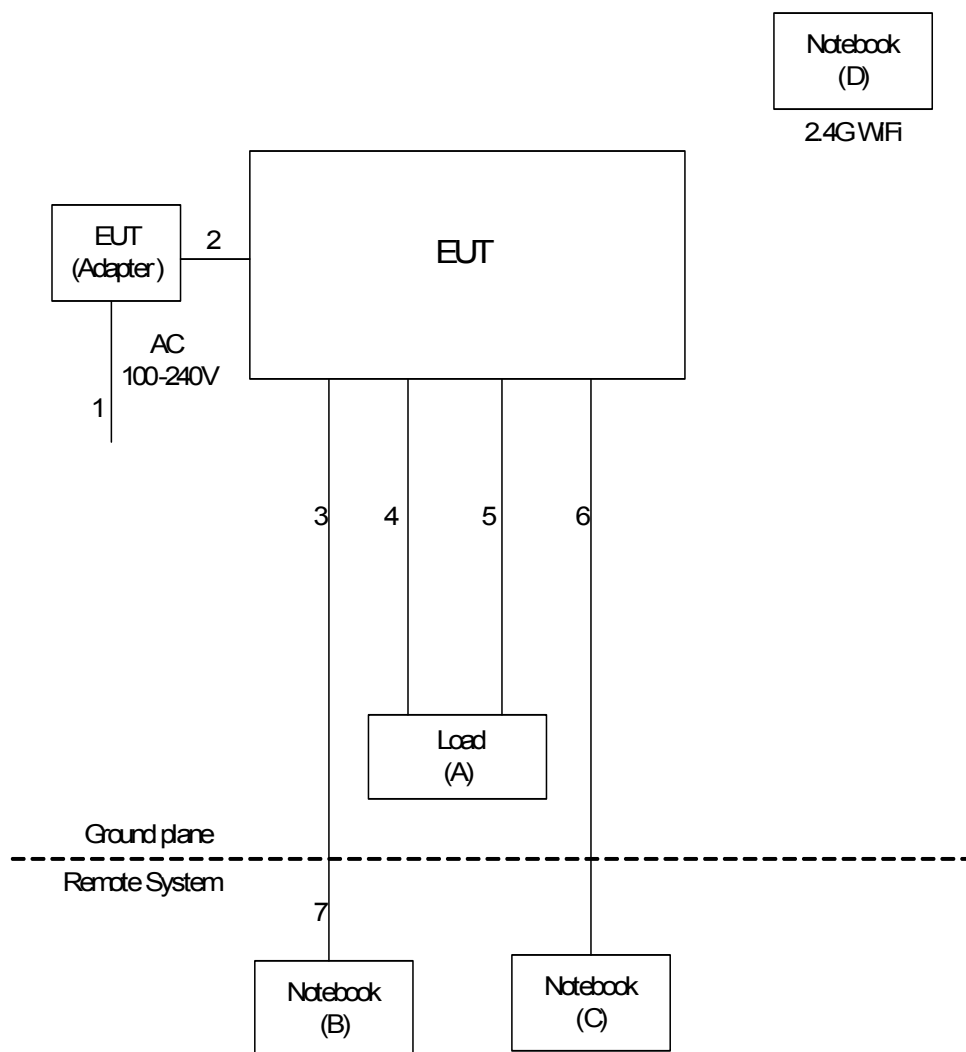 Notebook
(D)
2.4G WiFi
EUT
(Adapter)
2
EUT
AC
100-240V
1
3
4
5
6
Load
(A)
Ground plane
Remote System
7
Notebook
(B)
Notebook
(C)